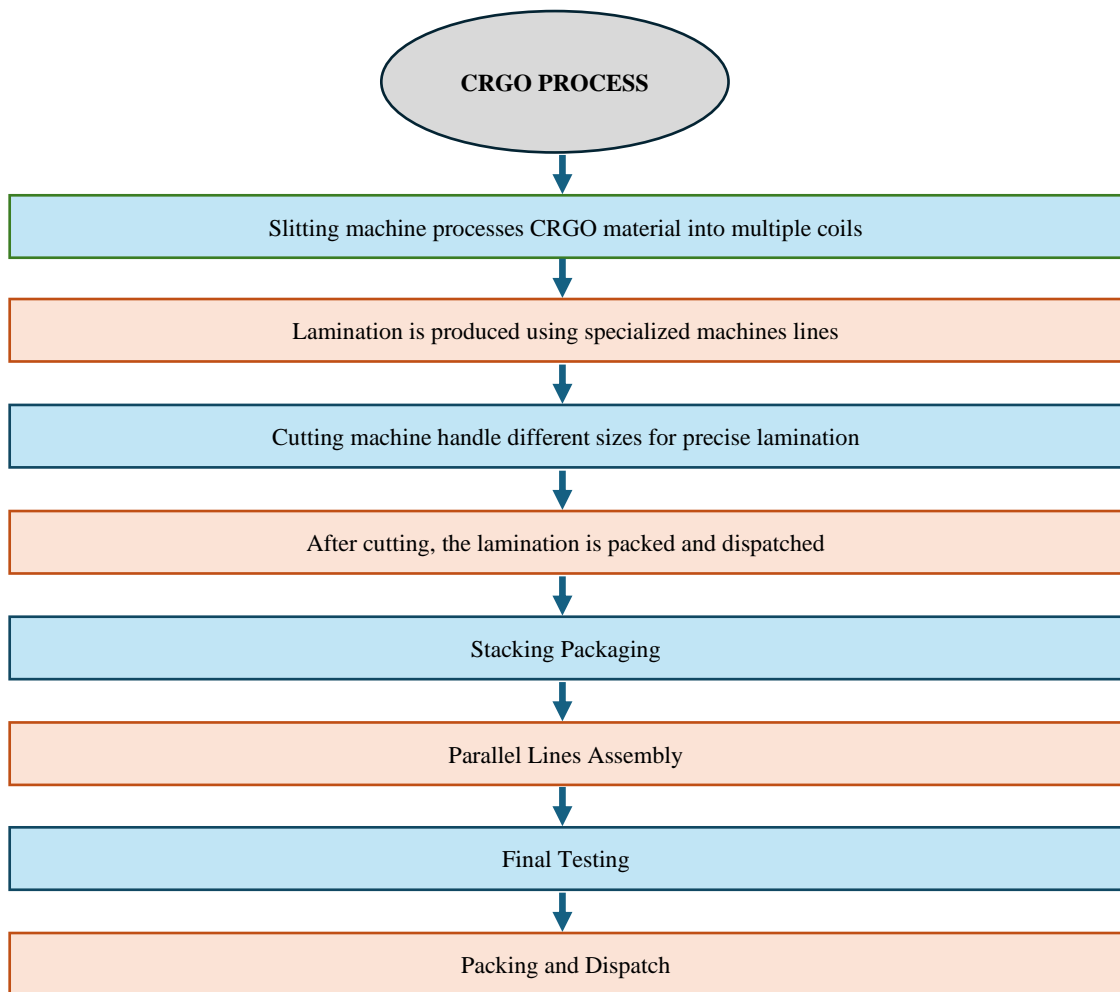 CRGO PROCESS
Slitting machine processes CRGO material into multiple coils
Lamination is produced using specialized machines lines
Cutting machine handle different sizes for precise lamination
After cutting, the lamination is packed and dispatched
Stacking Packaging
Parallel Lines Assembly
Final Testing
Packing and Dispatch